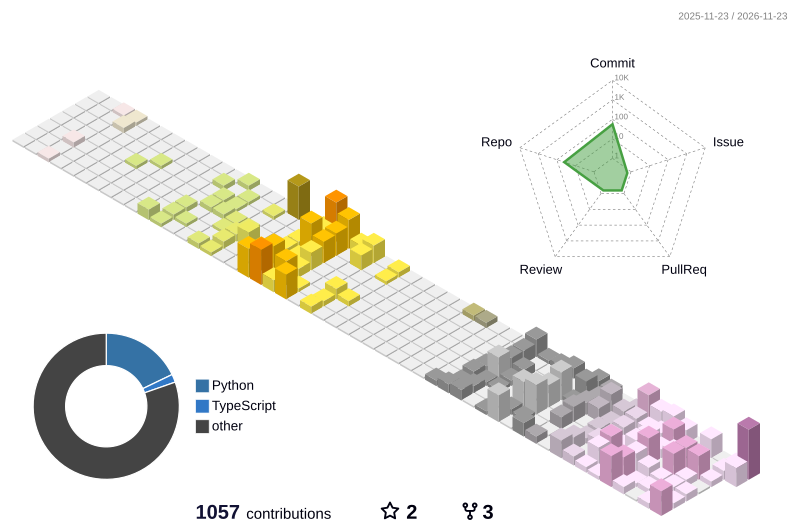 2025-11-23 / 2026-11-23
Commit
10K
1K
100
1
Repo
Issue
Review
PullReq
Python
TypeScript
other
1057 contributions
2
3